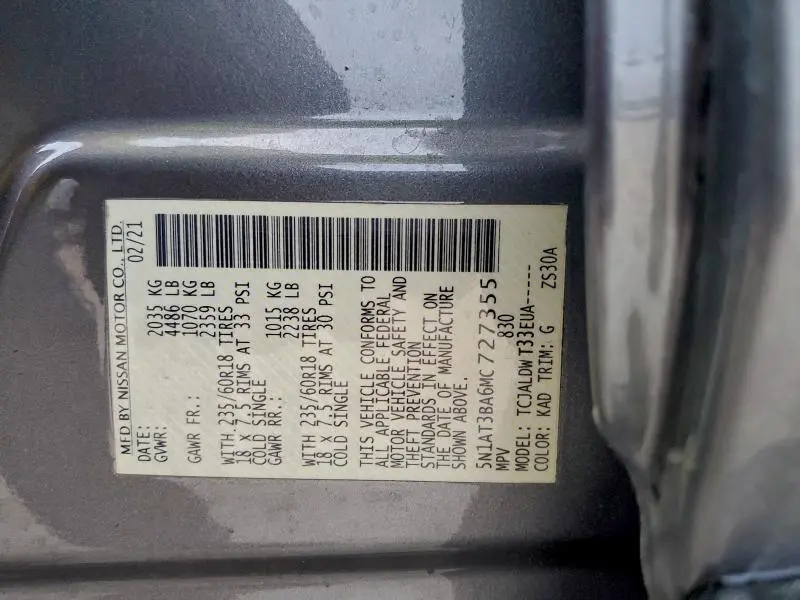 MFD BY NISSAN MOTOR CO., LTD.
DATE: 02/21
GVWR: 2035 KG
4486 LB
GAWR FR.: 1070 KG
2359 LB
WITH 235/60R18 TIRES
18 x 7.5 RIMS AT 33 PSI
COLD SINGLE
GAWR RR.: 1015 KG
2238 LB
WITH 235/60R18 TIRES
18 x 7.5 RIMS AT 30 PSI
COLD SINGLE
THIS VEHICLE CONFORMS TO
ALL APPLICABLE FEDERAL
MOTOR VEHICLE SAFETY AND
THEFT PREVENTION
STANDARDS IN EFFECT ON
THE DATE OF MANUFACTURE
SHOWN ABOVE.
5N1AT3BA6MC727355
MPV 830
MODEL: TCJALDWT33EUA-----
COLOR: KAD TRIM: G ZS30A